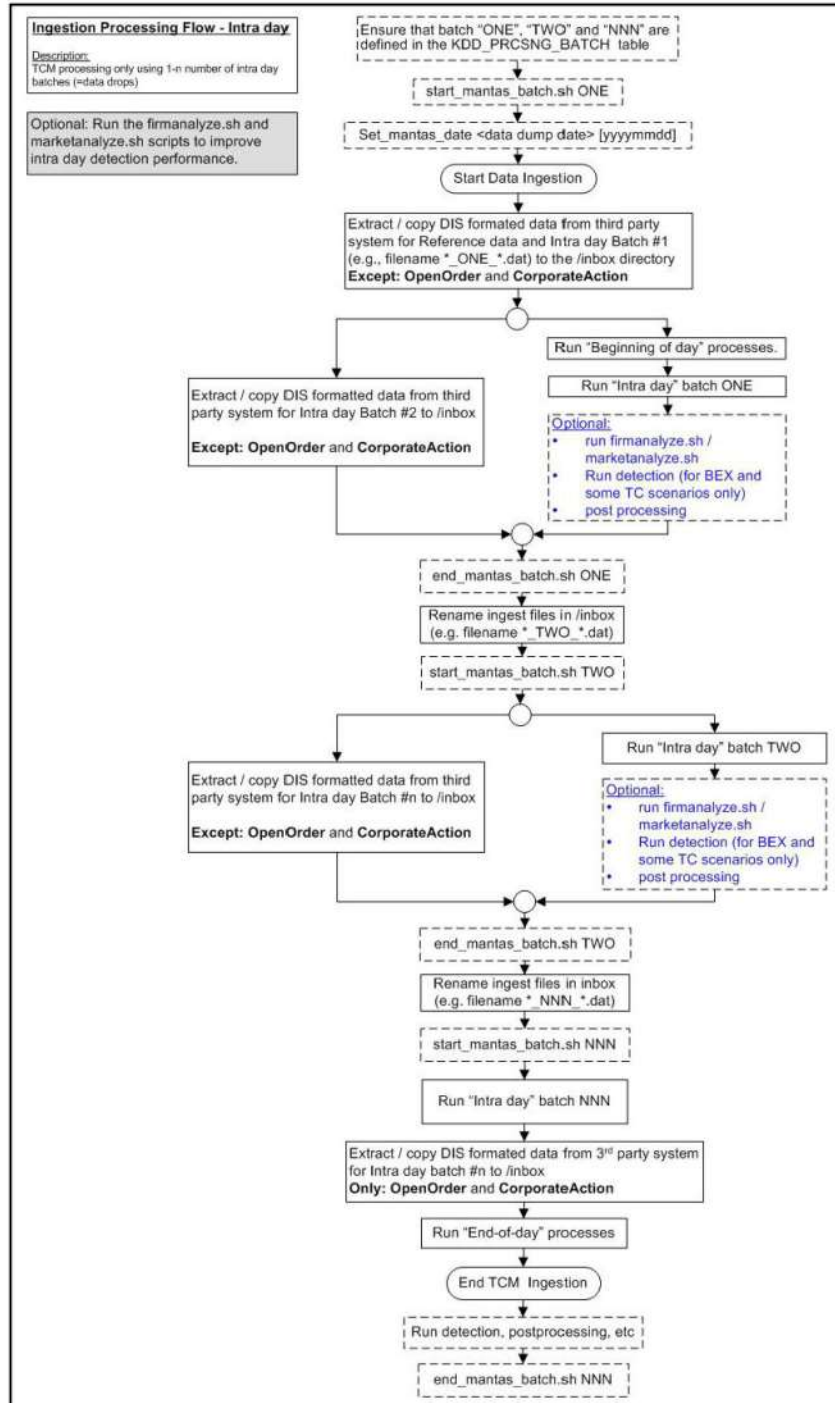 Ingestion Processing Flow - Intra day
Description:
TCM processing only using 1-n number of intra day
batches (=data drops)
Optional: Run the firmanalyze.sh and
marketanalyze.sh scripts to improve
intra day detection performance.
Ensure that batch “ONE”, “TWO” and “NNN” are
defined in the KDD_PRCSNG_BATCH table
start_mantas_batch.sh ONE
Set_mantas_date <data dump date> [yyyymmdd]
Start Data Ingestion
Extract / copy DIS formated data from third party
system for Reference data and Intra day Batch #1
(e.g., filename *_ONE_*.dat) to the /inbox directory
Except: OpenOrder and CorporateAction
Run “Beginning of day” processes.
Run “Intra day” batch ONE
Extract / copy DIS formatted data from third
party system for Intra day Batch #2 to /inbox
Except: OpenOrder and CorporateAction
Optional:
• run firmanalyze.sh /
marketanalyze.sh
• Run detection (for BEX and
some TC scenarios only)
• post processing
end_mantas_batch.sh ONE
Rename ingest files in /inbox
(e.g. filename *_TWO_*.dat)
start_mantas_batch.sh TWO
Run “Intra day” batch TWO
Extract / copy DIS formatted data from third
party system for Intra day Batch #n to /inbox
Except: OpenOrder and CorporateAction
Optional:
• run firmanalyze.sh /
marketanalyze.sh
• Run detection (for BEX and
some TC scenarios only)
• post processing
end_mantas_batch.sh TWO
Rename ingest files in inbox
(e.g. filename *_NNN_*.dat)
start_mantas_batch.sh NNN
Run “Intra day” batch NNN
Extract / copy DIS formated data from 3rd party system
for Intra day batch #n to /inbox
Only: OpenOrder and CorporateAction
Run “End-of-day” processes
End TCM Ingestion
Run detection, postprocessing, etc
end_mantas_batch.sh NNN